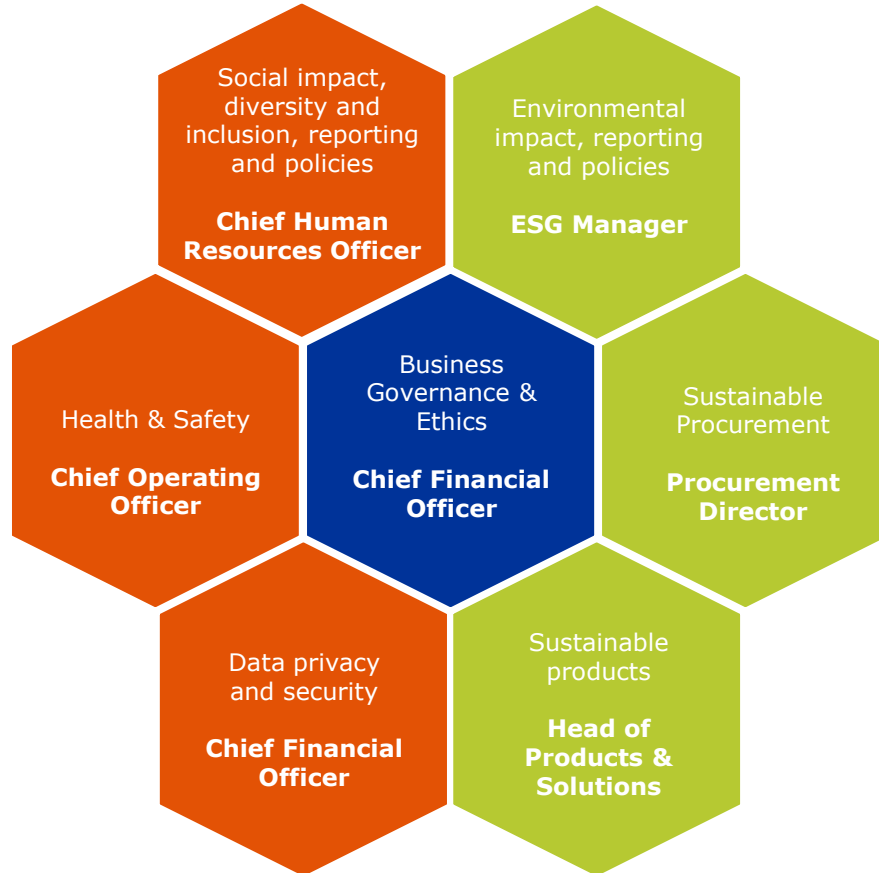 Social impact,
diversity and
inclusion, reporting
and policies
Chief Human
Resources Officer
Environmental
impact, reporting
and policies
ESG Manager
Health & Safety
Chief Operating
Officer
Business
Governance &
Ethics
Chief Financial
Officer
Sustainable
Procurement
Procurement
Director
Data privacy
and security
Chief Financial
Officer
Sustainable
products
Head of
Products &
Solutions